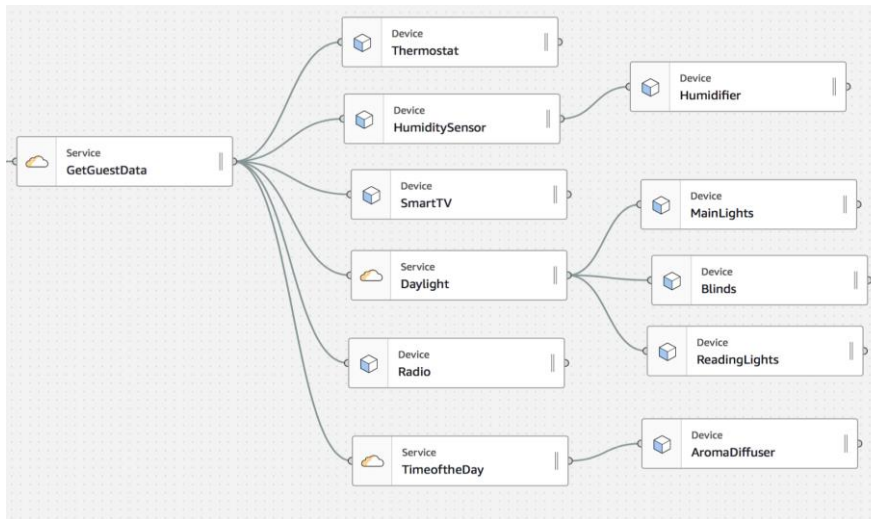 Device
Thermostat
Device
Humidifier
Device
HumiditySensor
Service
GetGuestData
Device
SmartTV
Device
MainLights
Service
Daylight
Device
Blinds
Device
Radio
Device
ReadingLights
Service
TimeoftheDay
Device
AromaDiffuser